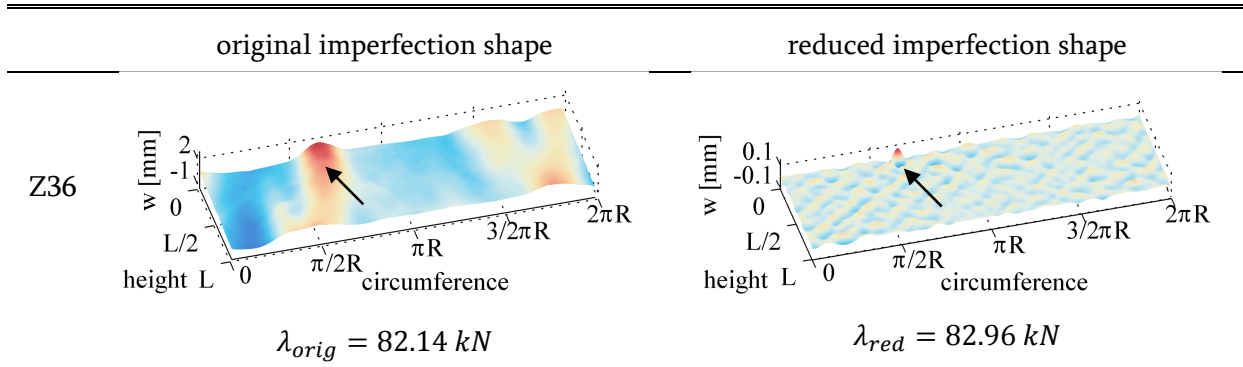 original imperfection shape
reduced imperfection shape
Z36
w [mm]
2
-1
0
L/2
height L
0
π/2R
πR
3/2πR
2πR
circumference
w [mm]
0.1
-0.1
0
L/2
height L
0
π/2R
πR
3/2πR
2πR
circumference
λ_orig = 82.14 kN
λ_red = 82.96 kN